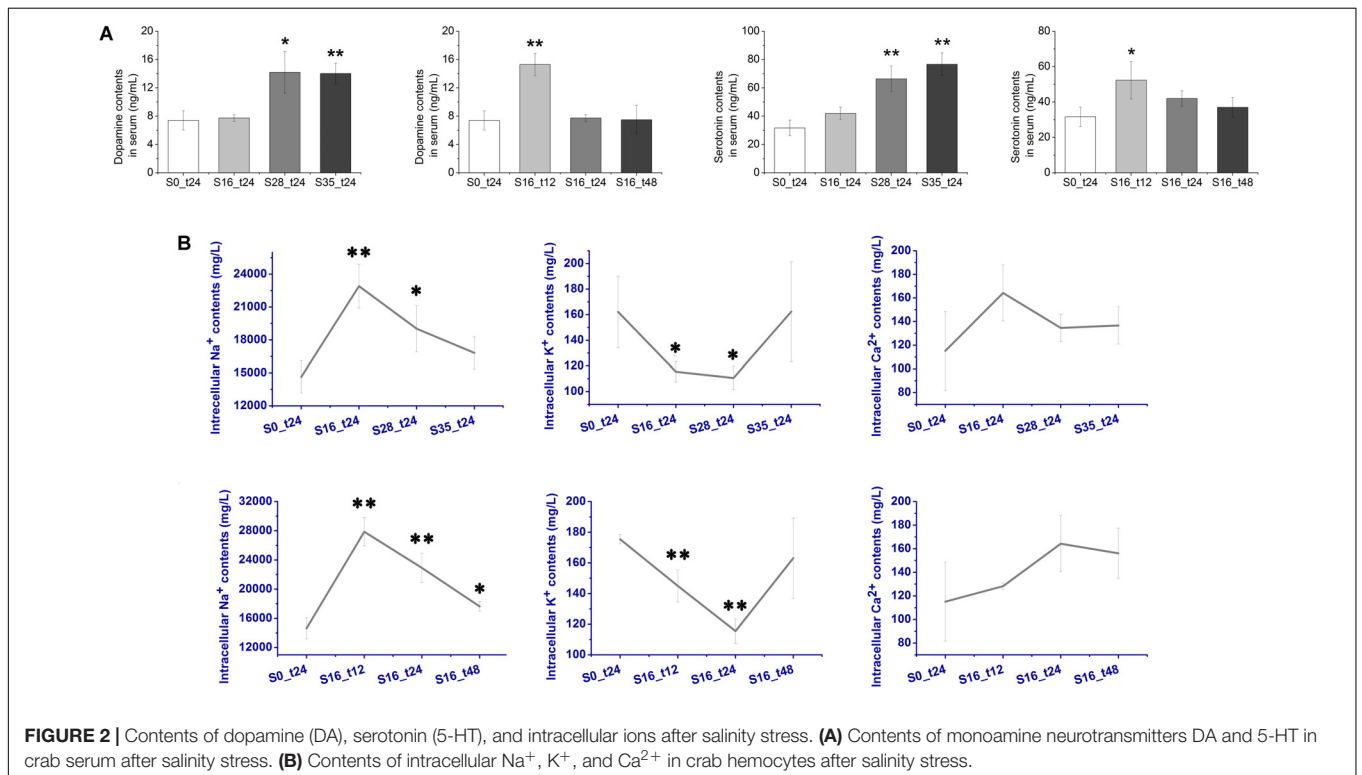 A
Dopamine contents
in serum (ng/mL)
20
16
12
8
4
0
*
**
S0_t24
S16_t24
S28_t24
S35_t24
Dopamine contents
in serum (ng/mL)
20
16
12
8
4
0
**
S0_t24
S16_t12
S16_t24
S16_t48
Serotonin content
in serum (ng/mL)
100
80
60
40
20
0
**
**
S0_t24
S16_t24
S28_t24
S35_t24
Serotonin contents
in serum (ng/mL)
80
60
40
20
0
*
S0_t24
S16_t12
S16_t24
S16_t48
B
Intrecellular Na⁺ contents (mg/L)
24000
21000
18000
15000
12000
**
*
S0_t24
S16_t24
S28_t24
S35_t24
Intracellular K⁺ contents (mg/L)
200
180
160
140
120
100
*
*
S0_t24
S16_t24
S28_t24
S35_t24
Intracellular Ca²⁺ contents (mg/L)
200
180
160
140
120
100
80
S0_t24
S16_t24
S28_t24
S35_t24
Intracellular Na⁺ contents (mg/L)
32000
28000
24000
20000
16000
12000
**
**
*
S0_t24
S16_t12
S16_t24
S16_t48
Intracellular K⁺ contents (mg/L)
200
180
160
140
120
100
**
**
S0_t24
S16_t12
S16_t24
S16_t48
Intracellular Ca²⁺ contents (mg/L)
200
180
160
140
120
100
80
S0_t24
S16_t12
S16_t24
S16_t48
FIGURE 2 | Contents of dopamine (DA), serotonin (5-HT), and intracellular ions after salinity stress. (A) Contents of monoamine neurotransmitters DA and 5-HT in
crab serum after salinity stress. (B) Contents of intracellular Na⁺, K⁺, and Ca²⁺ in crab hemocytes after salinity stress.